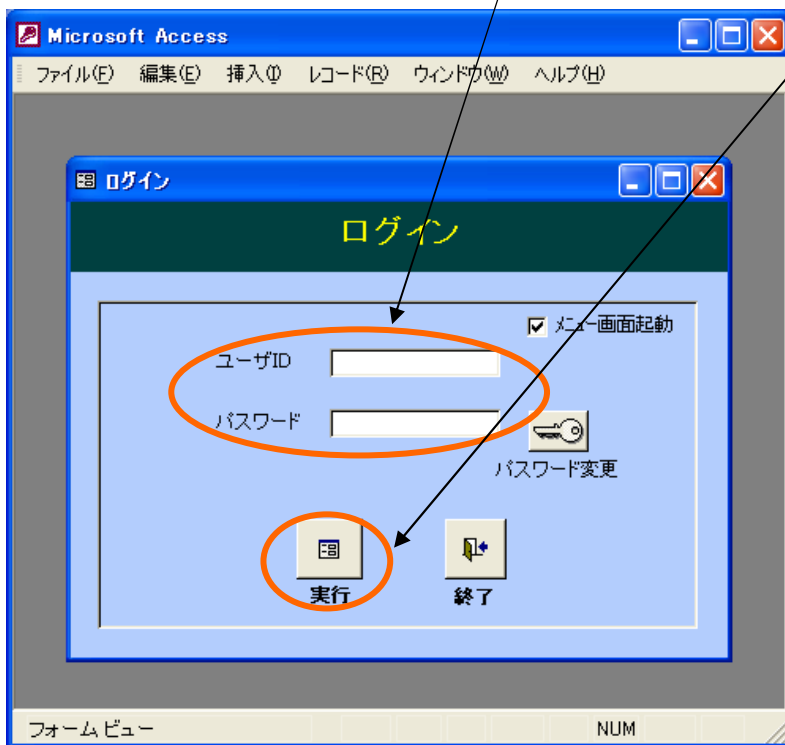 Microsoft Access
ファイル(F) 編集(E) 挿入(I) レコード(R) ウィンドウ(W) ヘルプ(H)
ログイン
ログイン
メニュー画面起動
ユーザID
パスワード
パスワード変更
実行 終了
フォーム ビュー NUM